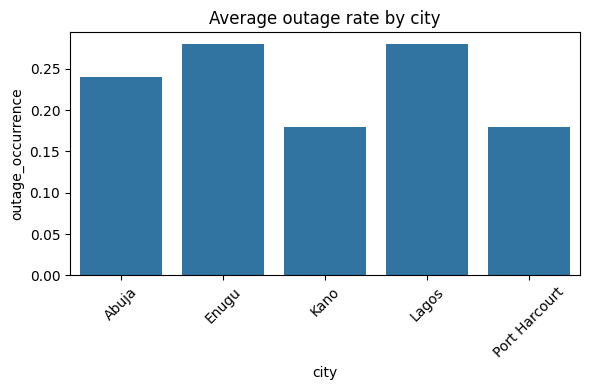 Average outage rate by city
outage_occurrence
0.25
0.20
0.15
0.10
0.05
0.00
Abuja
Enugu
Kano
Lagos
Port Harcourt
city